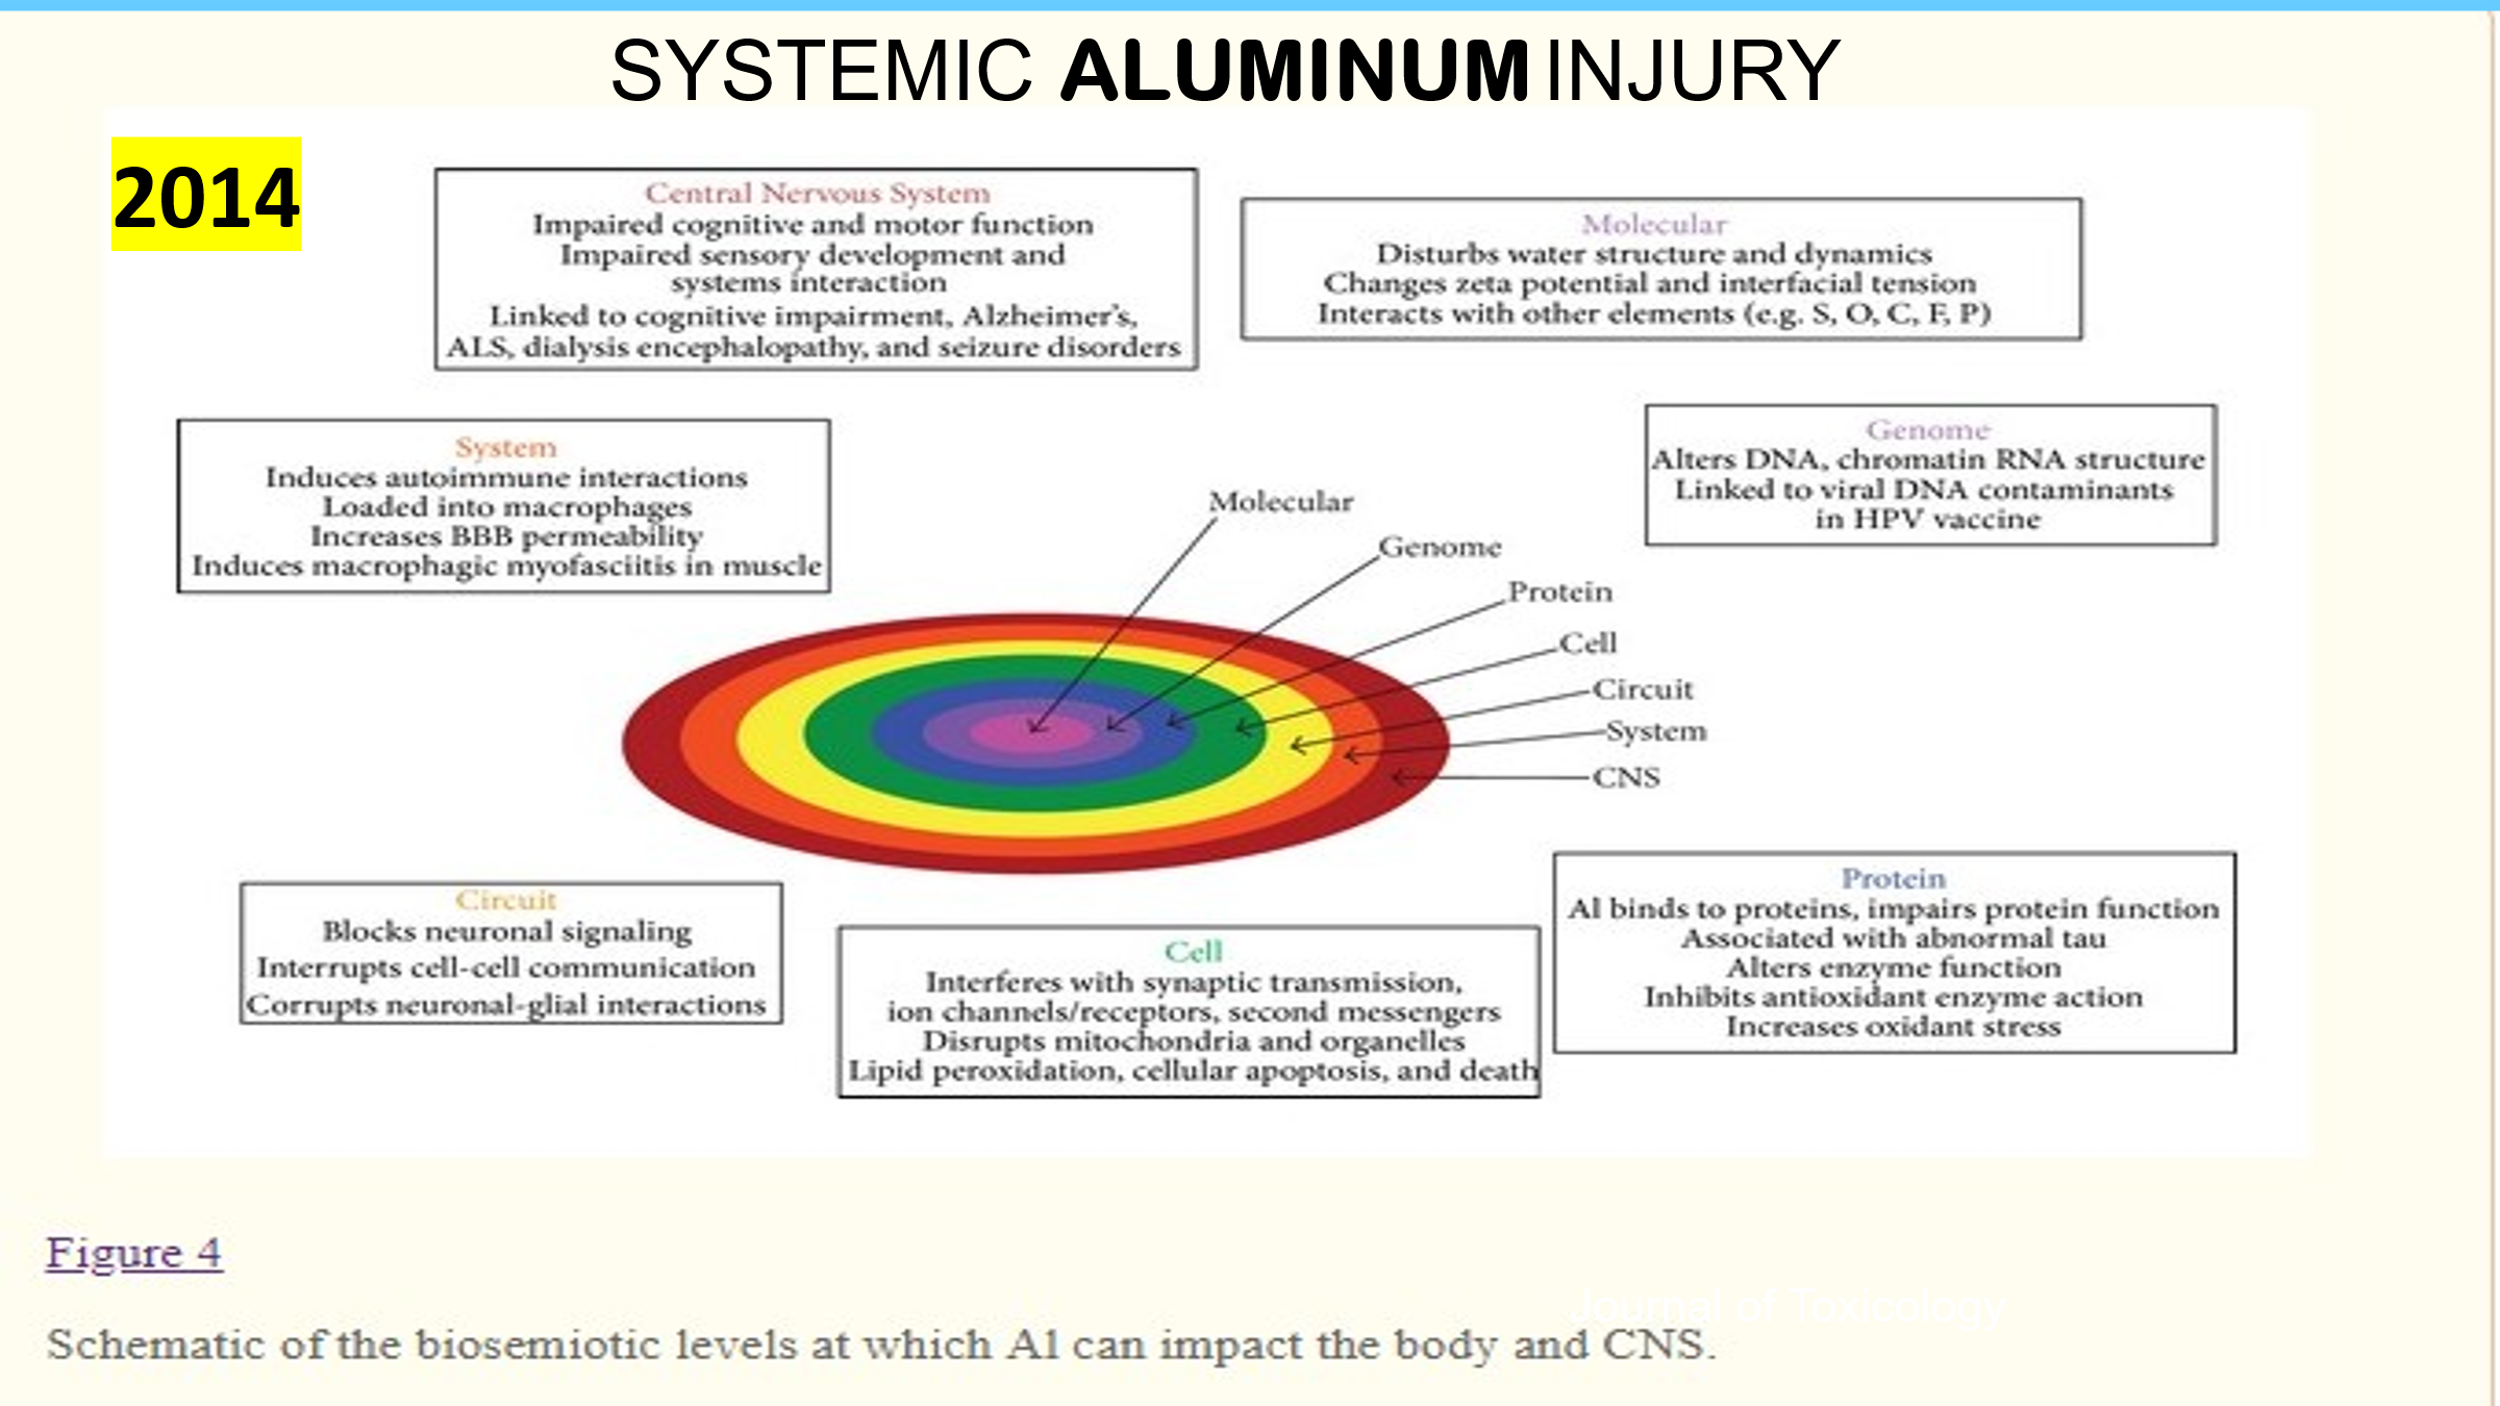 SYSTEMIC ALUMINUM INJURY
2014
Central Nervous System
Impaired cognitive and motor function
Impaired sensory development and
systems interaction
Linked to cognitive impairment, Alzheimer's,
ALS, dialysis encephalopathy, and seizure disorders
Molecular
Disturbs water structure and dynamics
Changes zeta potential and interfacial tension
Interacts with other elements (e.g. S, O, C, F, P)
System
Induces autoimmune interactions
Loaded into macrophages
Increases BBB permeability
Induces macrophagic myofasciitis in muscle
Genome
Alters DNA, chromatin RNA structure
Linked to viral DNA contaminants
in HPV vaccine
Molecular
Genome
Protein
Cell
Circuit
System
CNS
Circuit
Blocks neuronal signaling
Interrupts cell-cell communication
Corrupts neuronal-glial interactions
Cell
Interferes with synaptic transmission,
ion channels/receptors, second messengers
Disrupts mitochondria and organelles
Lipid peroxidation, cellular apoptosis, and death
Protein
Al binds to proteins, impairs protein function
Associated with abnormal tau
Alters enzyme function
Inhibits antioxidant enzyme action
Increases oxidant stress
Figure 4
Journal of Toxicology
Schematic of the biosemiotic levels at which Al can impact the body and CNS.